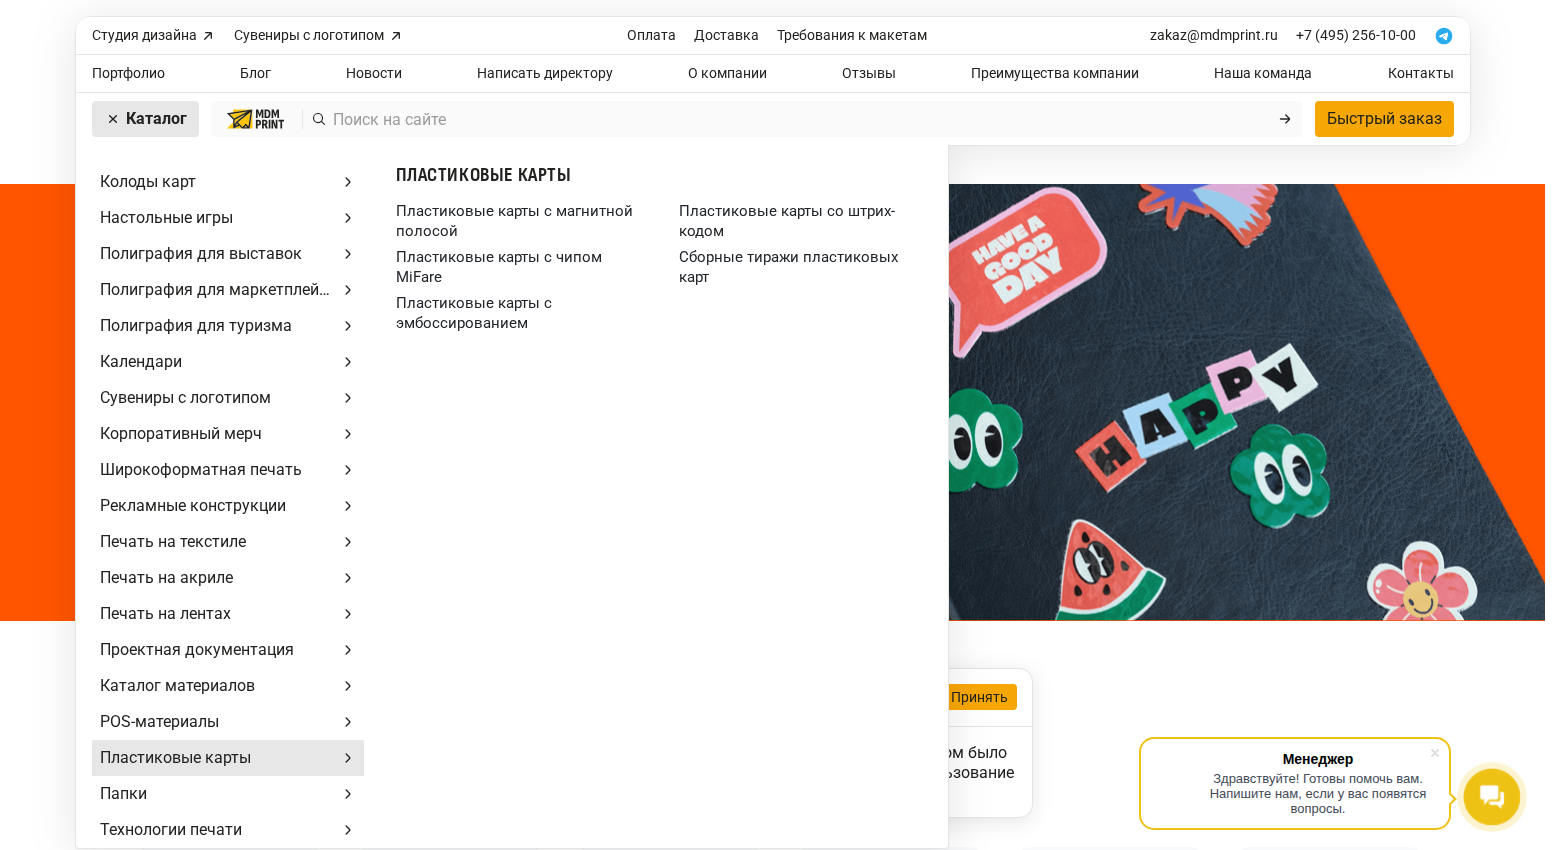 Студия дизайна Сувениры с логотипом Оплата Доставка Требования к макетам zakaz@mdmprint.ru +7 (495) 256-10-00
Портфолио Блог Новости Написать директору О компании Отзывы Преимущества компании Наша команда Контакты
Каталог MDM PRINT Поиск на сайте Быстрый заказ
Колоды карт
Настольные игры
Полиграфия для выставок
Полиграфия для маркетплей...
Полиграфия для туризма
Календари
Сувениры с логотипом
Корпоративный мерч
Широкоформатная печать
Рекламные конструкции
Печать на текстиле
Печать на акриле
Печать на лентах
Проектная документация
Каталог материалов
POS-материалы
Пластиковые карты
Папки
Технологии печати
ПЛАСТИКОВЫЕ КАРТЫ
Пластиковые карты с магнитной
полосой
Пластиковые карты с чипом
MiFare
Пластиковые карты с
эмбоссированием
Пластиковые карты со штрих-
кодом
Сборные тиражи пластиковых
карт
HAVE A
GOOD
DAY
HAPPY
Принять
было
Менеджер
Здравствуйте! Готовы помочь вам.
Напишите нам, если у вас появятся
вопросы.